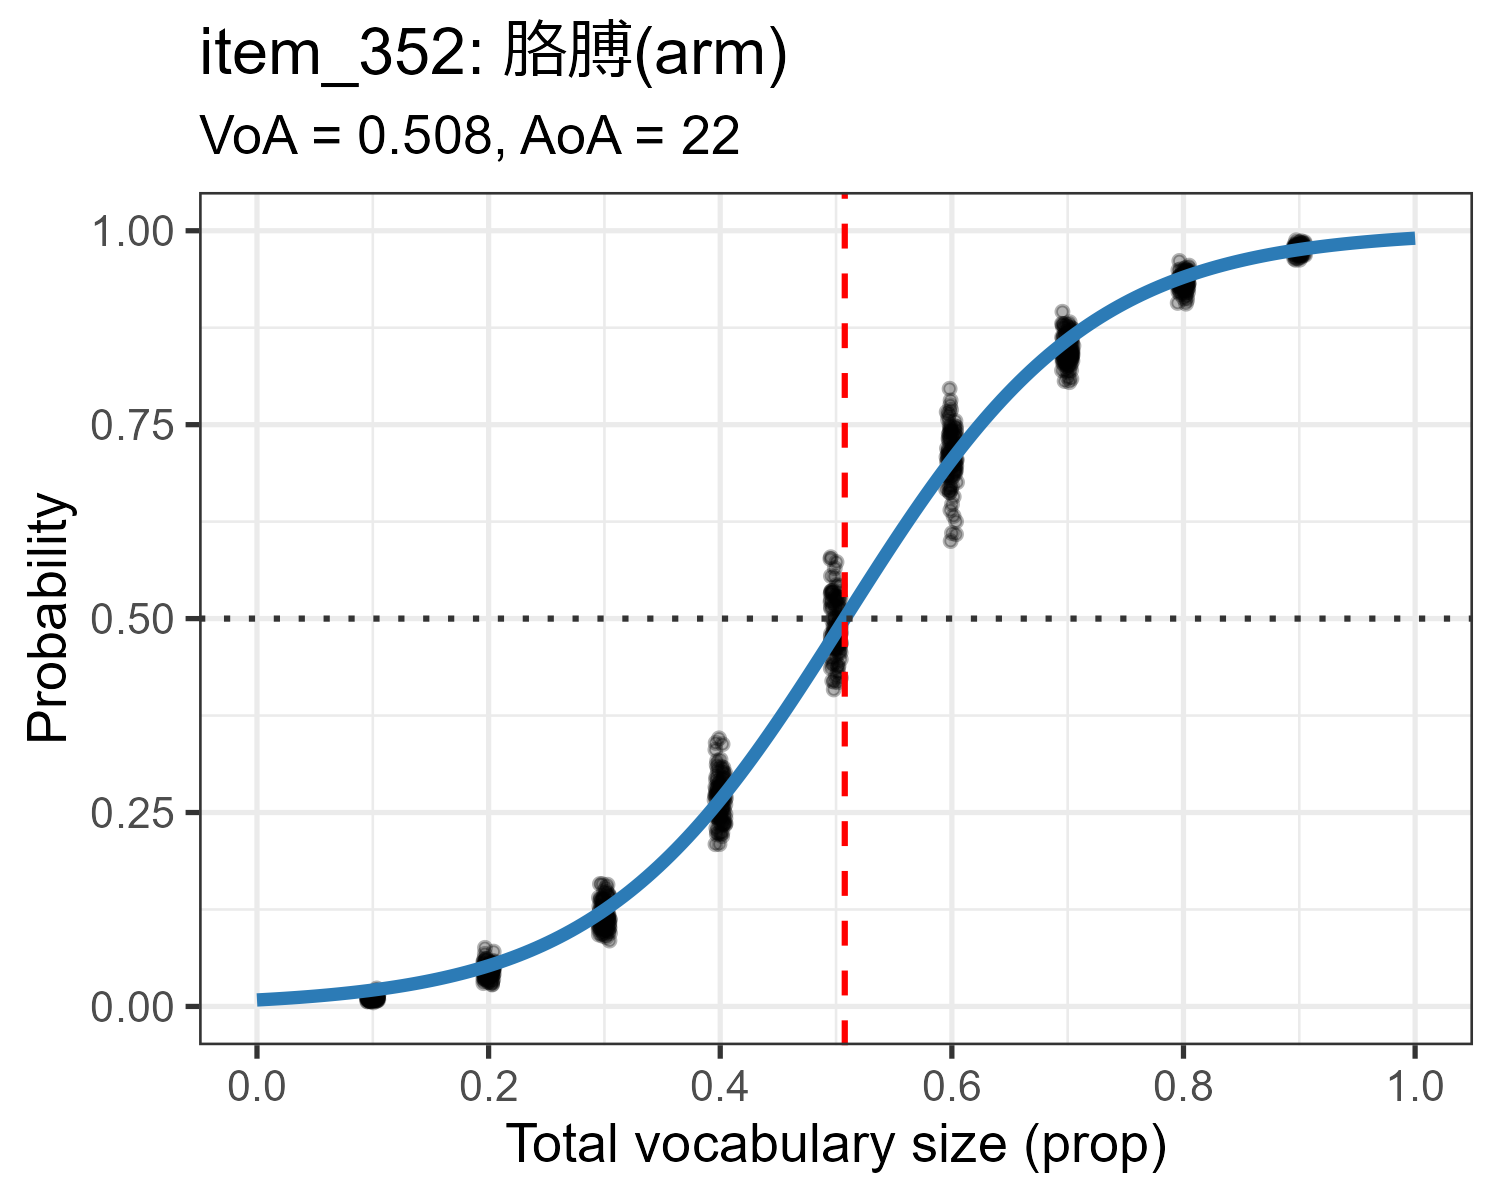 item_352: 胳膊(arm)
VoA = 0.508, AoA = 22
Probability
1.00
0.75
0.50
0.25
0.00
0.0 0.2 0.4 0.6 0.8 1.0
Total vocabulary size (prop)